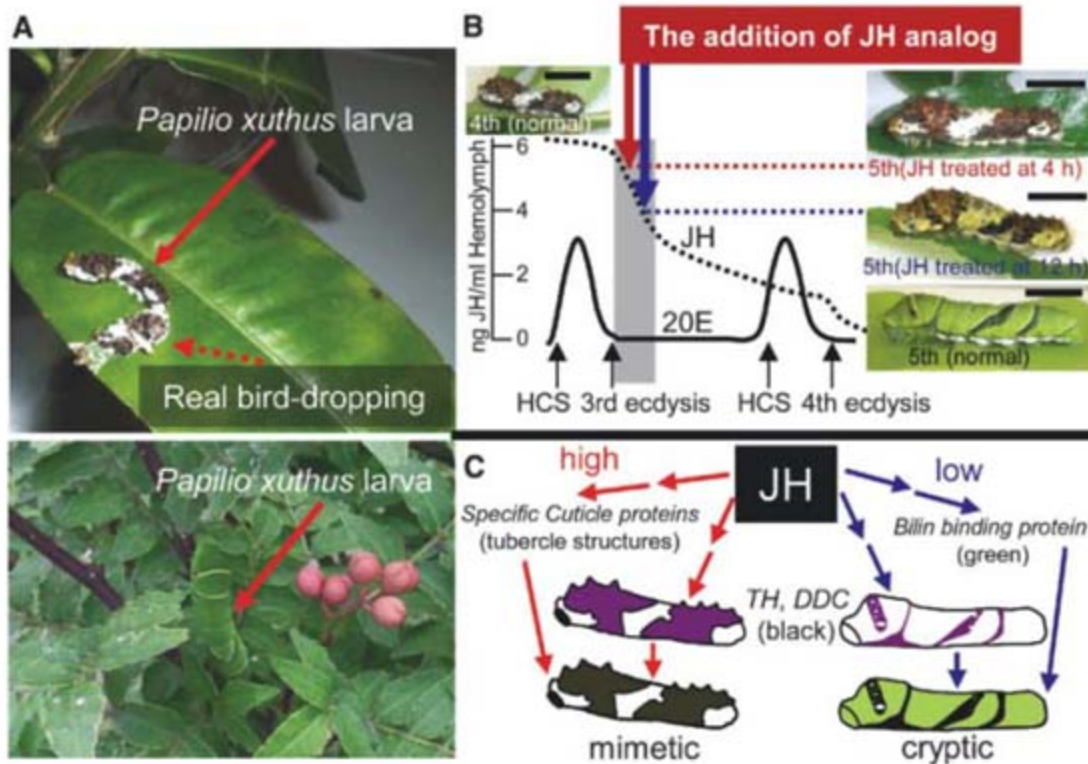 A
Papilio xuthus larva
Real bird-dropping
Papilio xuthus larva
B
The addition of JH analog
4th (normal)
ng JH/ml Hemolymph
6
4
2
0
JH
20E
HCS 3rd ecdysis
HCS 4th ecdysis
5th(JH treated at 4 h)
5th(JH treated at 12 h)
5th (normal)
C
high
JH
low
Specific Cuticle proteins
(tubercle structures)
Bilin binding protein
(green)
TH, DDC
(black)
mimetic
cryptic